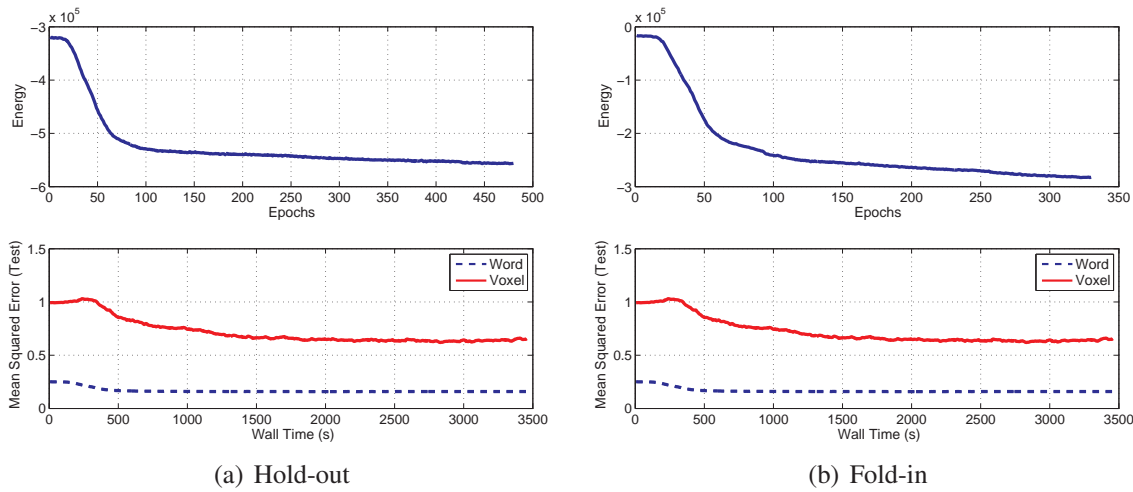 x 10⁵
−3
−4
−5
−6
Energy
0 50 100 150 200 250 300 350 400 450 500
Epochs
1.5
1
0.5
0
Mean Squared Error (Test)
Word
Voxel
0 500 1000 1500 2000 2500 3000 3500
Wall Time (s)
(a) Hold-out
x 10⁵
0
−1
−2
−3
Energy
0 50 100 150 200 250 300 350
Epochs
1.5
1
0.5
0
Mean Squared Error (Test)
Word
Voxel
0 500 1000 1500 2000 2500 3000 3500
Wall Time (s)
(b) Fold-in